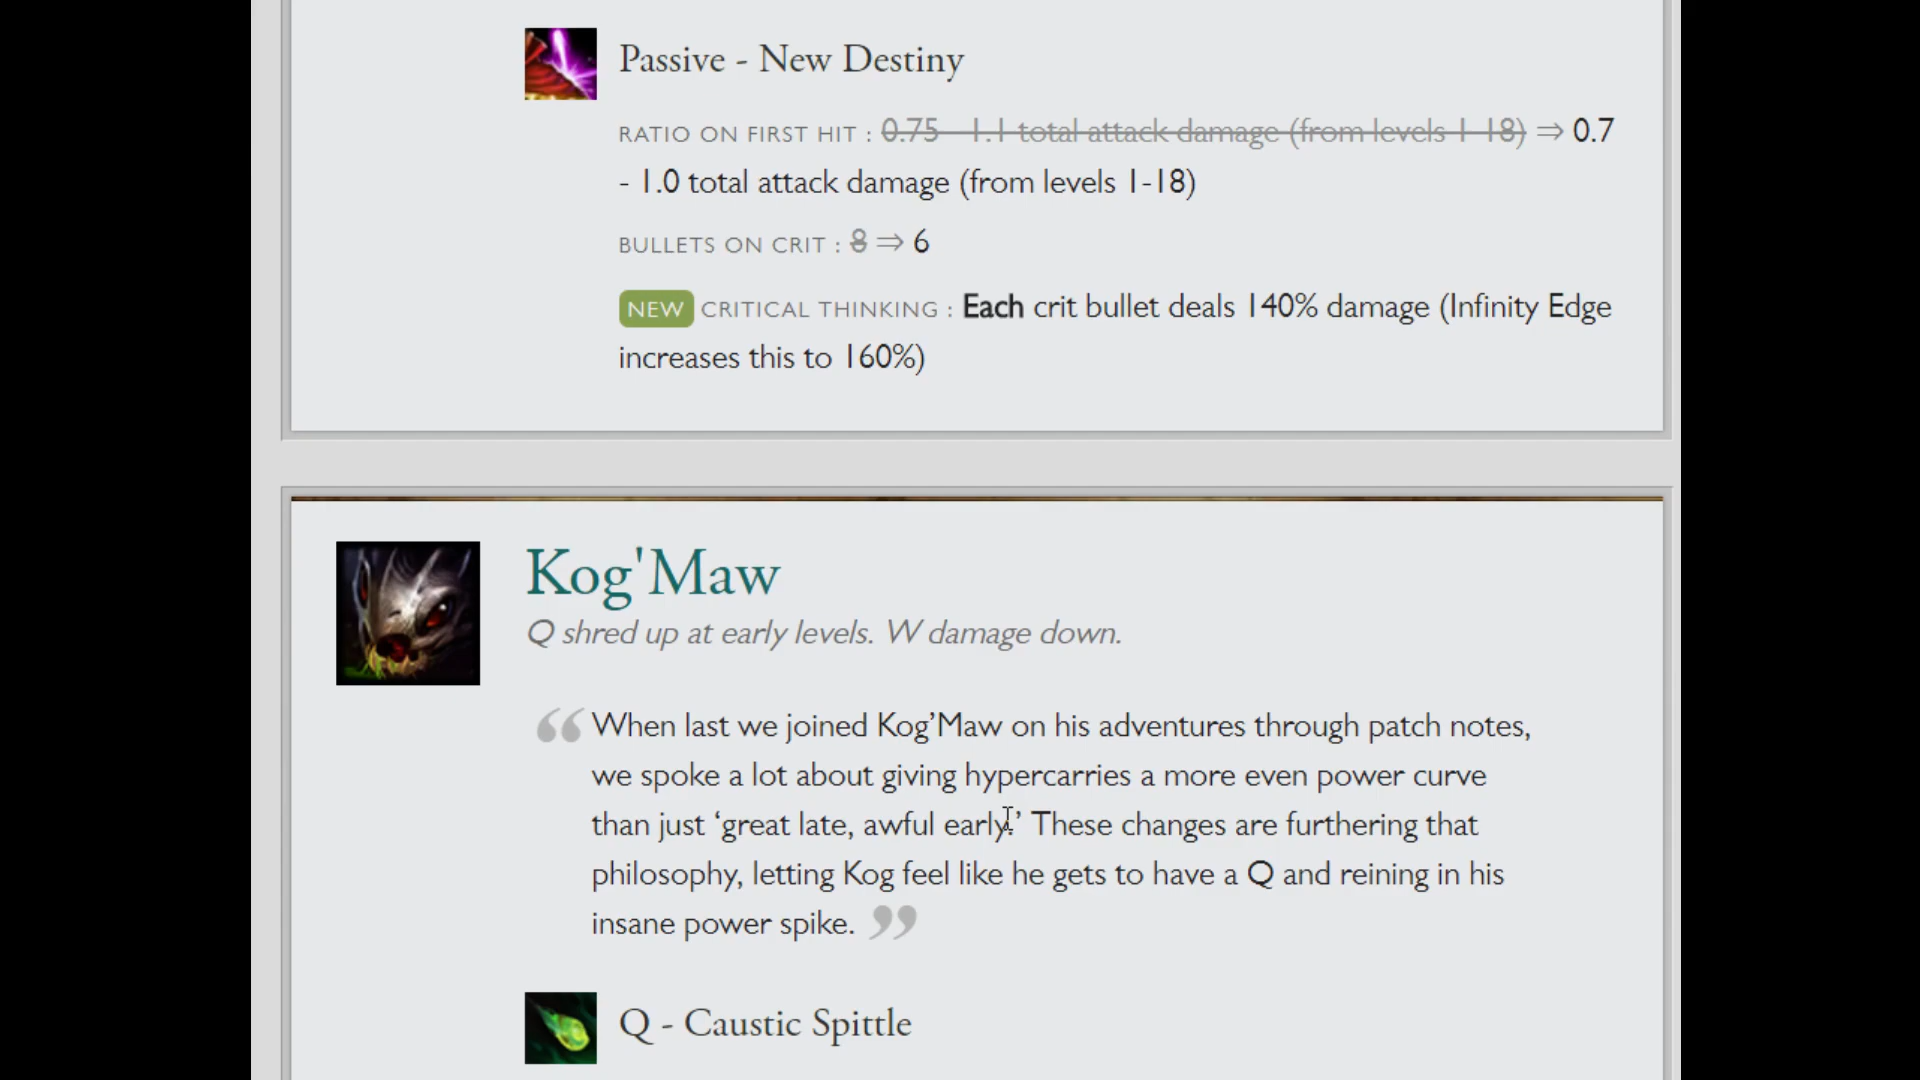 Passive - New Destiny
RATIO ON FIRST HIT : 0.75 - 1.1 total attack damage (from levels 1-18) ⇒ 0.7
- 1.0 total attack damage (from levels 1-18)
BULLETS ON CRIT : 8 ⇒ 6
NEW CRITICAL THINKING : Each crit bullet deals 140% damage (Infinity Edge
increases this to 160%)
Kog'Maw
Q shred up at early levels. W damage down.
“ When last we joined Kog’Maw on his adventures through patch notes,
we spoke a lot about giving hypercarries a more even power curve
than just ‘great late, awful early.’ These changes are furthering that
philosophy, letting Kog feel like he gets to have a Q and reining in his
insane power spike. ”
Q - Caustic Spittle